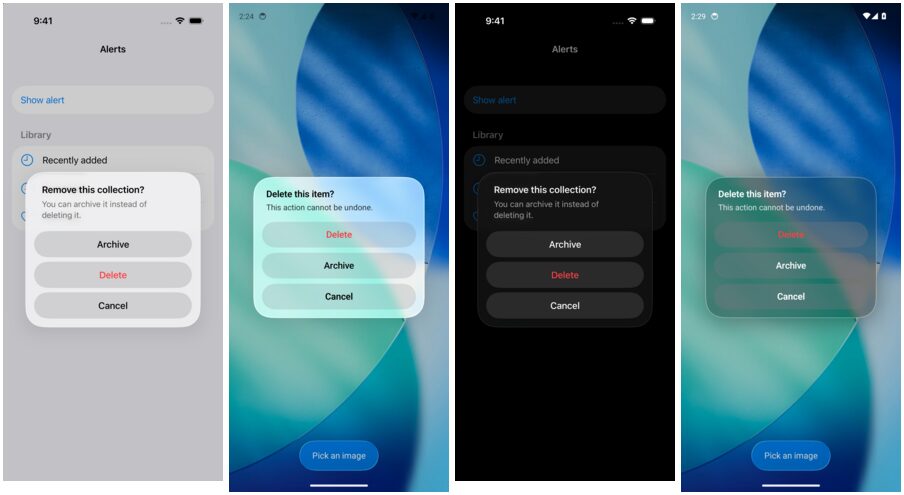 9:41
Alerts
Show alert
Library
Recently added
Remove this collection?
You can archive it instead of
deleting it.
Archive
Delete
Cancel
2:24
Delete this item?
This action cannot be undone.
Delete
Archive
Cancel
Pick an image
9:41
Alerts
Show alert
Library
Recently added
Remove this collection?
You can archive it instead of
deleting it.
Archive
Delete
Cancel
2:29
Delete this item?
This action cannot be undone.
Delete
Archive
Cancel
Pick an image